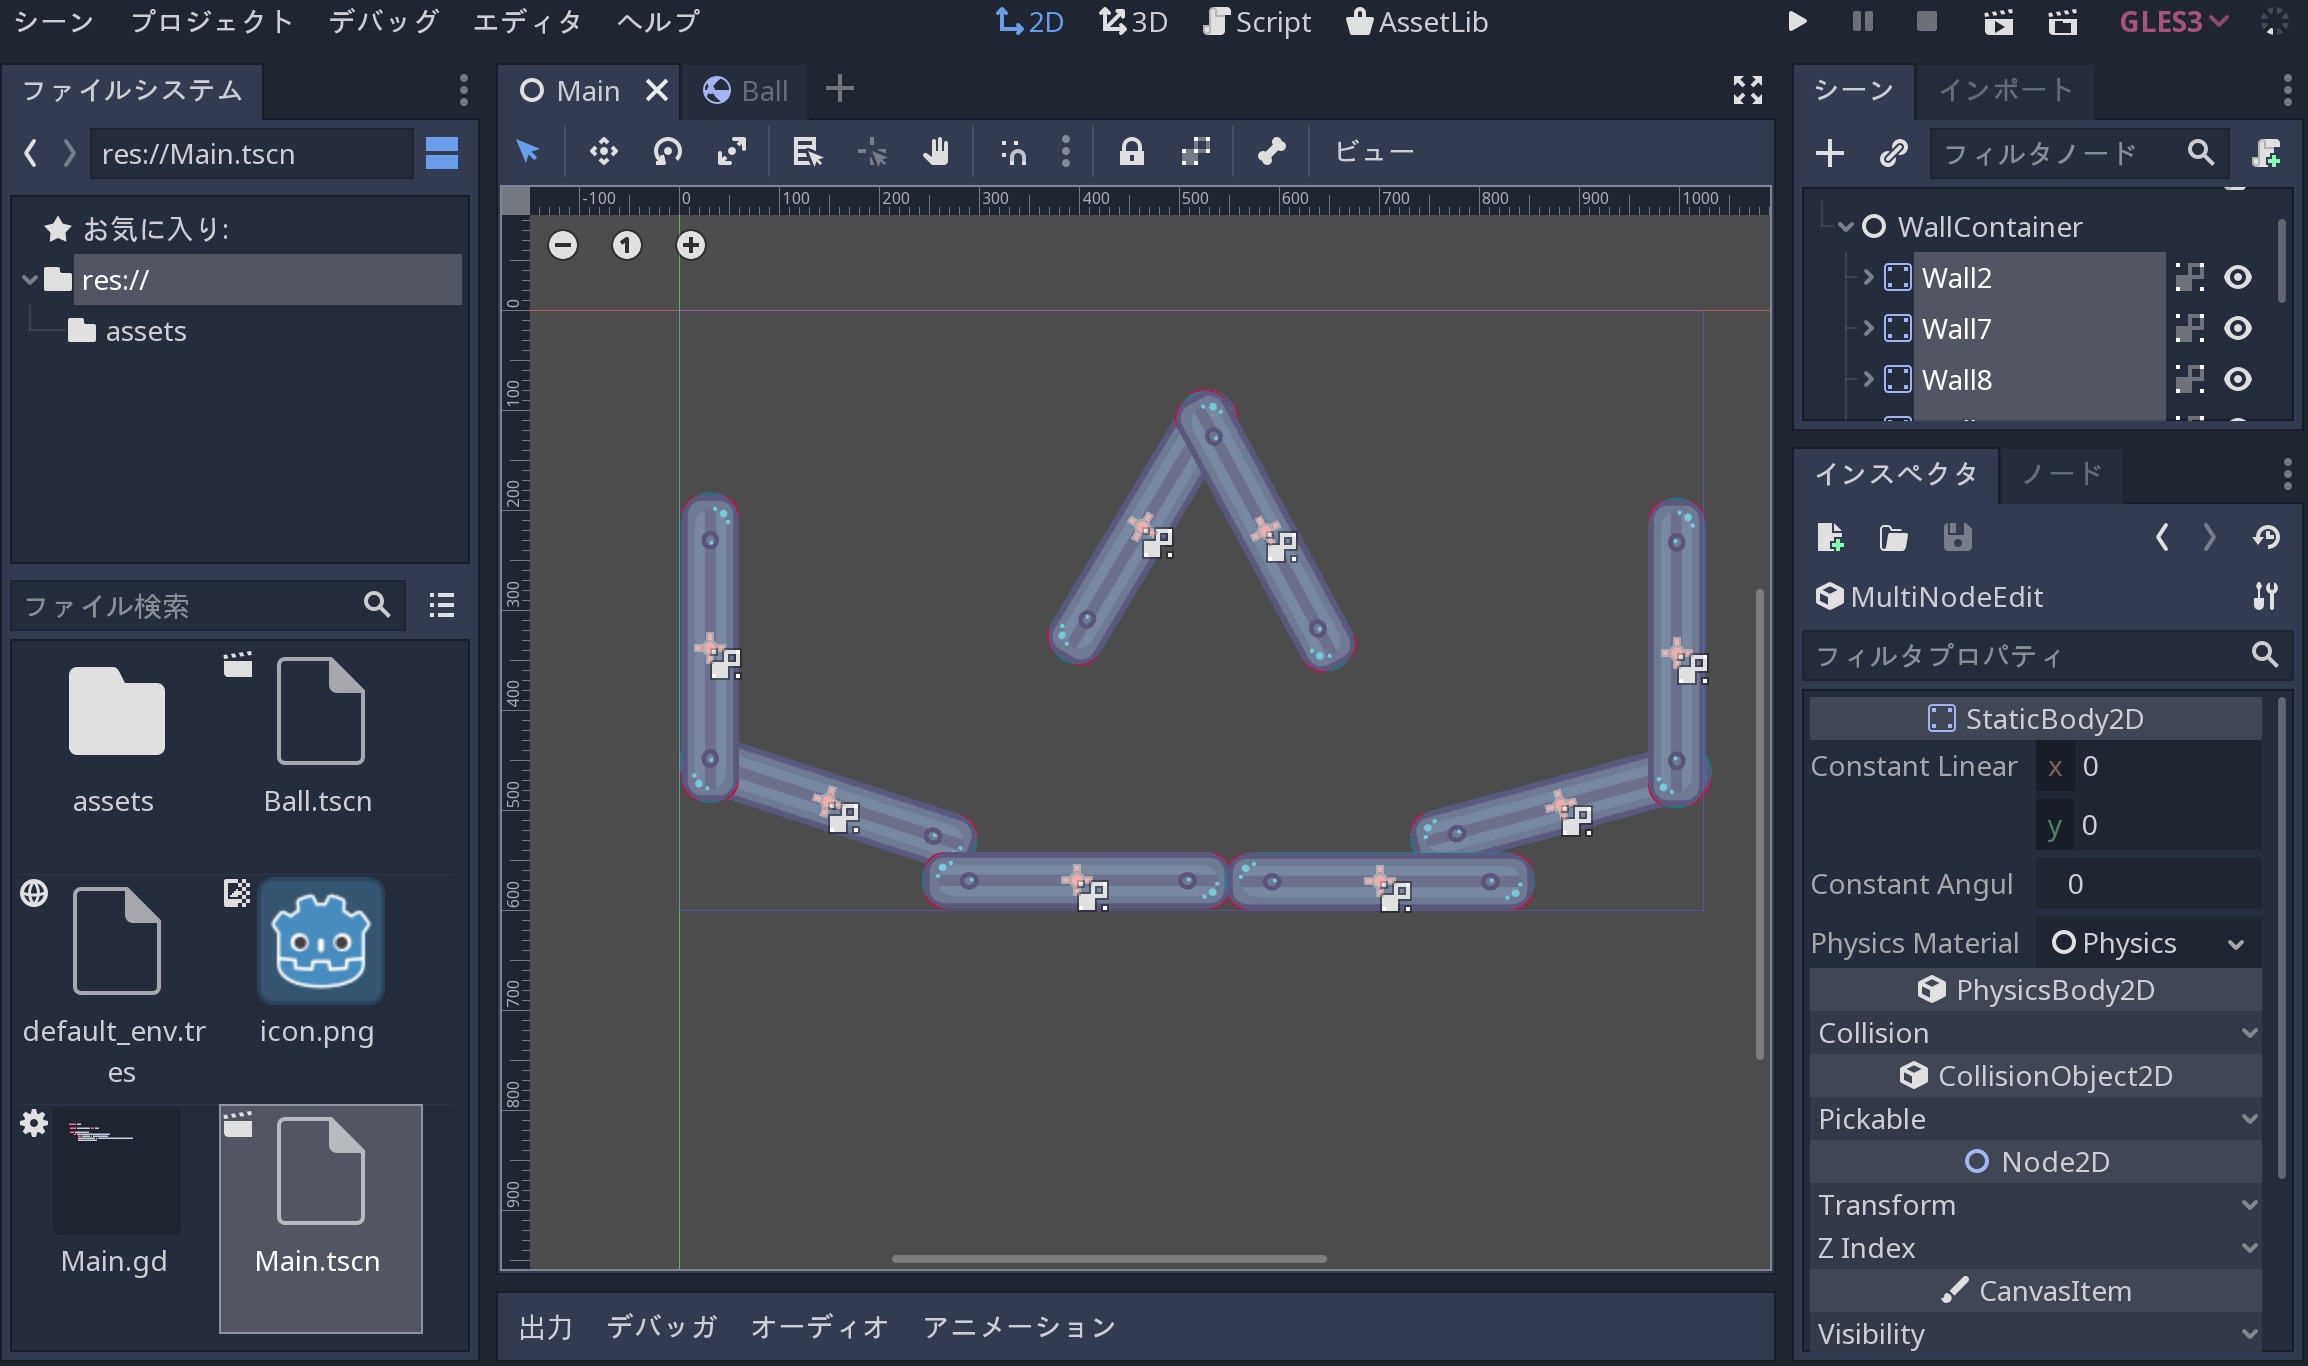 シーン プロジェクト デバッグ エディタ ヘルプ 2D 3D Script AssetLib GLES3
ファイルシステム
res://Main.tscn
お気に入り:
res://
assets
ファイル検索
assets
Ball.tscn
default_env.tr
es
icon.png
Main.gd
Main.tscn
Main Ball
ビュー
-100 0 100 200 300 400 500 600 700 800 900 1000
1
0
100
200
300
400
500
600
700
800
900
出力 デバッガ オーディオ アニメーション
シーン インポート
フィルタノード
WallContainer
Wall2
Wall7
Wall8
インスペクタ ノード
MultiNodeEdit
フィルタプロパティ
StaticBody2D
Constant Linear x 0
y 0
Constant Angul 0
Physics Material Physics
PhysicsBody2D
Collision
CollisionObject2D
Pickable
Node2D
Transform
Z Index
CanvasItem
Visibility